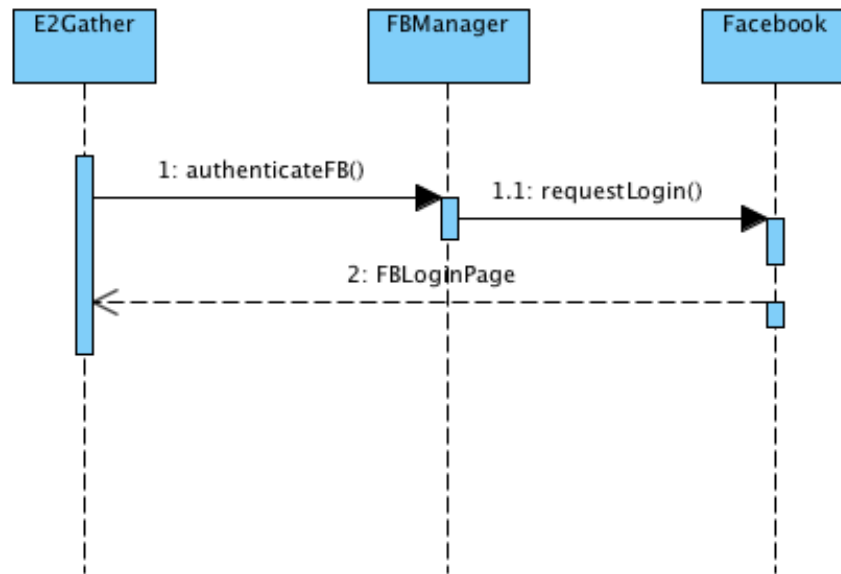 E2Gather
FBManager
Facebook
1: authenticateFB()
1.1: requestLogin()
2: FBLoginPage